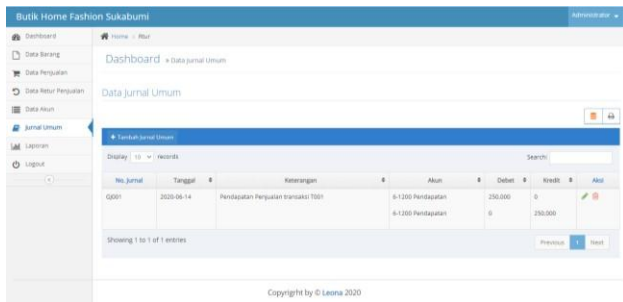 Butik Home Fashion Sukabumi
Administrator
Dashboard
Home Fitur
Data Barang
Dashboard » Data Jurnal Umum
Data Penjualan
Data Retur Penjualan
Data Jurnal Umum
Data Akun
Jurnal Umum
Laporan
Logout
Tambah Jurnal Umum
Display 10 records
Search:
No. Jurnal Tanggal Keterangan Akun Debet Kredit Aksi
GJ001 2020-06-14 Pendapatan Penjualan transaksi T001 6-1200 Pendapatan 250.000 0
6-1200 Pendapatan 0 250.000
Showing 1 to 1 of 1 entries
Previous 1 Next
Copyrignt by © Leona 2020